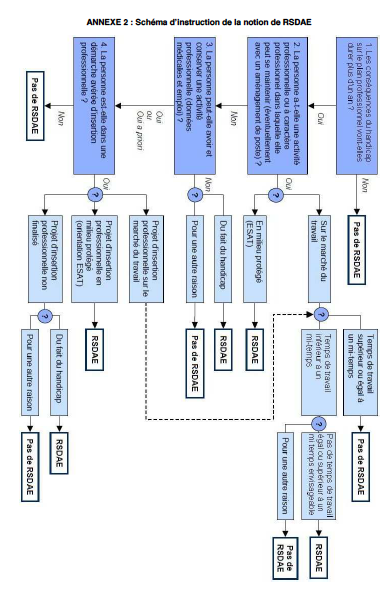 ANNEXE 2 : Schéma d'instruction de la notion de RSDAE
1. Les conséquences du handicap
sur le plan professionnel vont-elles
durer plus d'un an ?
Non
Pas de RSDAE
Oui
2. La personne a-t-elle une activité
professionnelle ou à caractère
professionnel dans laquelle elle
peut se maintenir (éventuellement
avec un aménagement de poste) ?
Oui
?
Sur le marché du
travail
?
Temps de travail
supérieur ou égal à
un mi-temps
Pas de RSDAE
Temps de travail
inférieur à un
mi-temps
?
Pas de temps de travail
égal ou supérieur à un
mi temps envisageable
RSDAE
Pour une autre raison
Pas de
RSDAE
En milieu protégé
(ESAT)
RSDAE
Non
3. La personne peut-elle avoir et
conserver une activité
professionnelle (données
médicales et emploi) ?
Non
?
Du fait du handicap
RSDAE
Pour une autre raison
Pas de RSDAE
Oui
ou
Oui a priori
4. La personne est-elle dans une
démarche avérée d'insertion
professionnelle ?
Non
Pas de RSDAE
Oui
?
Projet d'insertion
professionnelle sur le
marché du travail
Projet d'insertion
professionnelle en
milieu protégé
(orientation ESAT)
RSDAE
Projet d'insertion
professionnelle non
finalisé
?
Du fait du handicap
RSDAE
Pour une autre raison
Pas de RSDAE